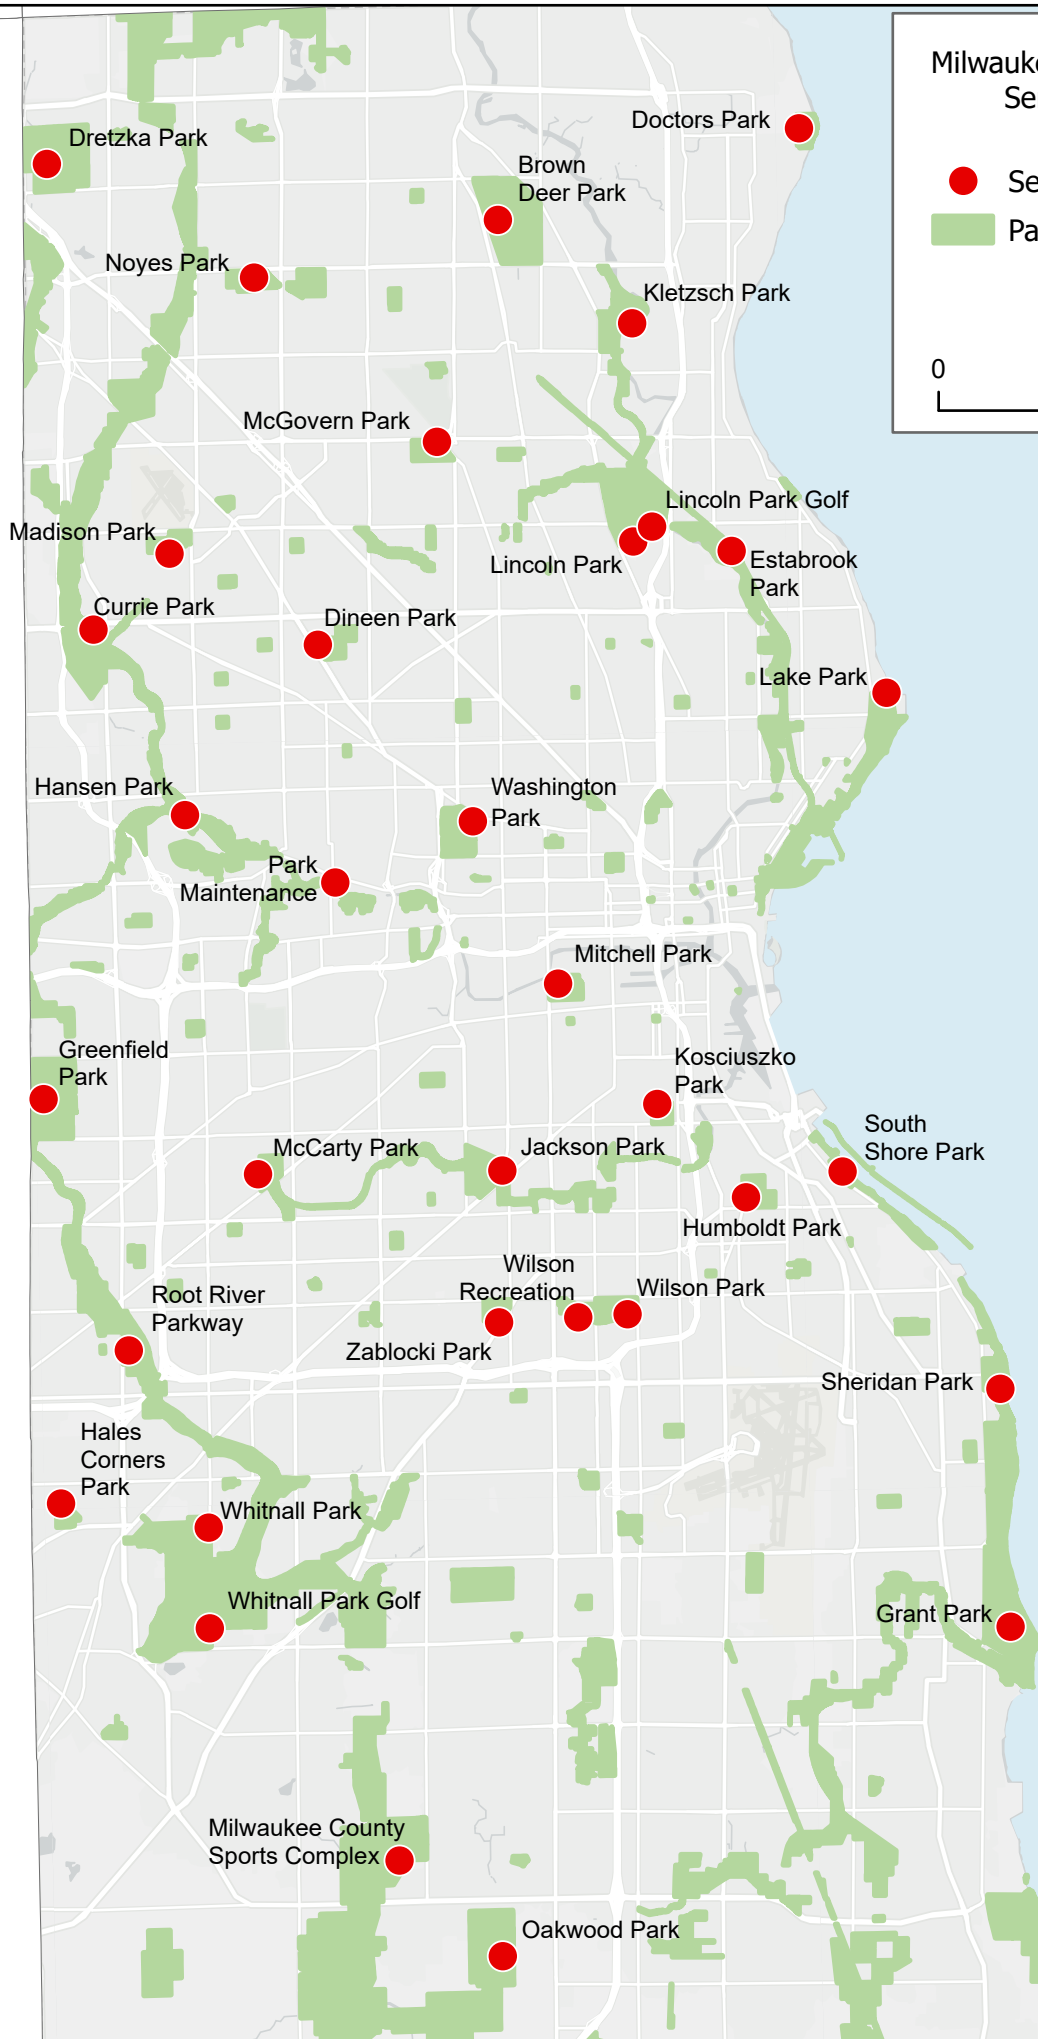 Milwauk
Se
Se
Pa
0
Doctors Park
Dretzka Park
Brown
Deer Park
Noyes Park
Kletzsch Park
McGovern Park
Lincoln Park Golf
Madison Park
Lincoln Park
Estabrook
Park
Currie Park
Dineen Park
Lake Park
Hansen Park
Washington
Park
Park
Maintenance
Mitchell Park
Greenfield
Park
Kosciuszko
Park
South
Shore Park
McCarty Park
Jackson Park
Humboldt Park
Wilson
Recreation
Wilson Park
Root River
Parkway
Zablocki Park
Sheridan Park
Hales
Corners
Park
Whitnall Park
Whitnall Park Golf
Grant Park
Milwaukee County
Sports Complex
Oakwood Park